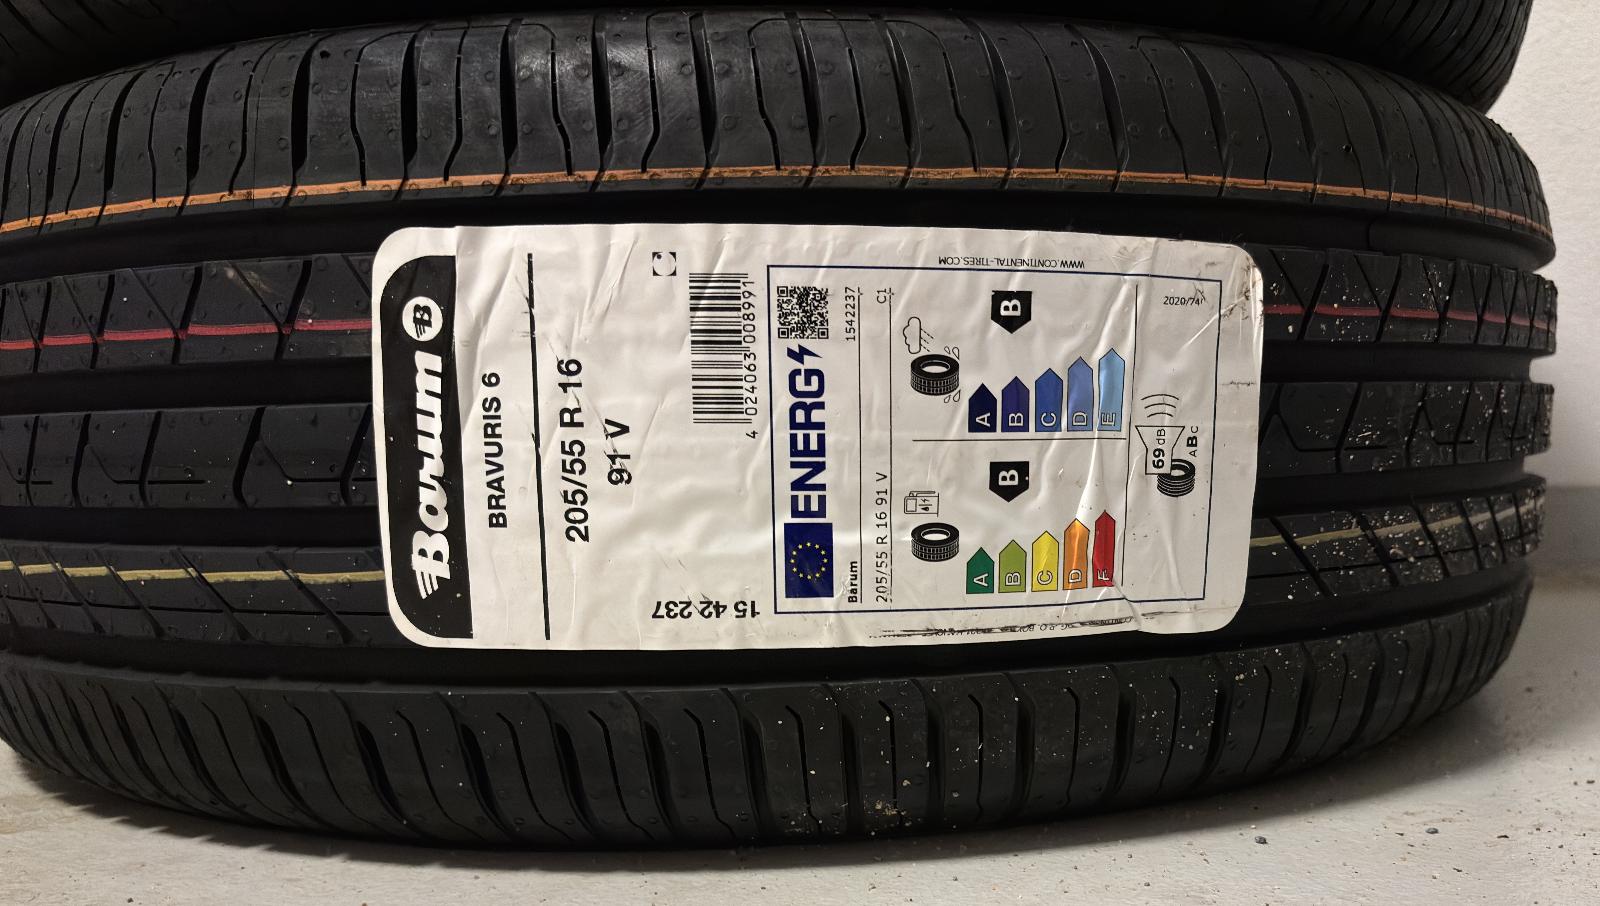 Barum
B
BRAVURIS 6
205/55 R 16
91 V
15 42 237
4 024063 008991
ENERG
Barum
1542237
205/55 R 16 91 V
C1
A
B
C
D
E
B
A
B
C
D
B
69 dB
A B C
2020/740
WWW.CONTINENTAL-TIRES.COM